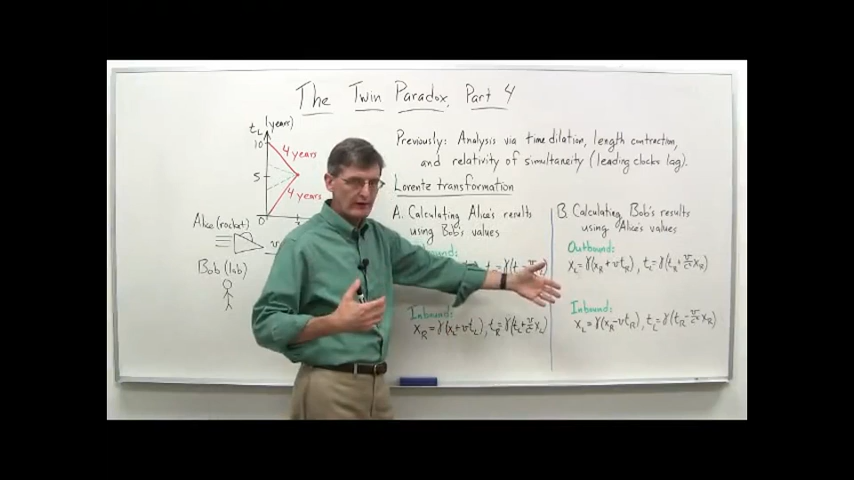 The Twin Paradox, Part 4
t_L (years)
10
4 years
5
4 years
0
Alice (rocket)
v
Bob (lab)
Previously: Analysis via time dilation, length contraction,
and relativity of simultaneity (leading clocks lag).
Lorentz transformation
A. Calculating Alice's results
using Bob's values
x_R = γ(x_L + v t_L), t_R = γ(t_L + v/c² x_L)
Inbound:
B. Calculating Bob's results
using Alice's values
Outbound:
x_L = γ(x_R + v t_R), t_L = γ(t_R + v/c² x_R)
Inbound:
x_L = γ(x_R - v t_R), t_L = γ(t_R - v/c² x_R)